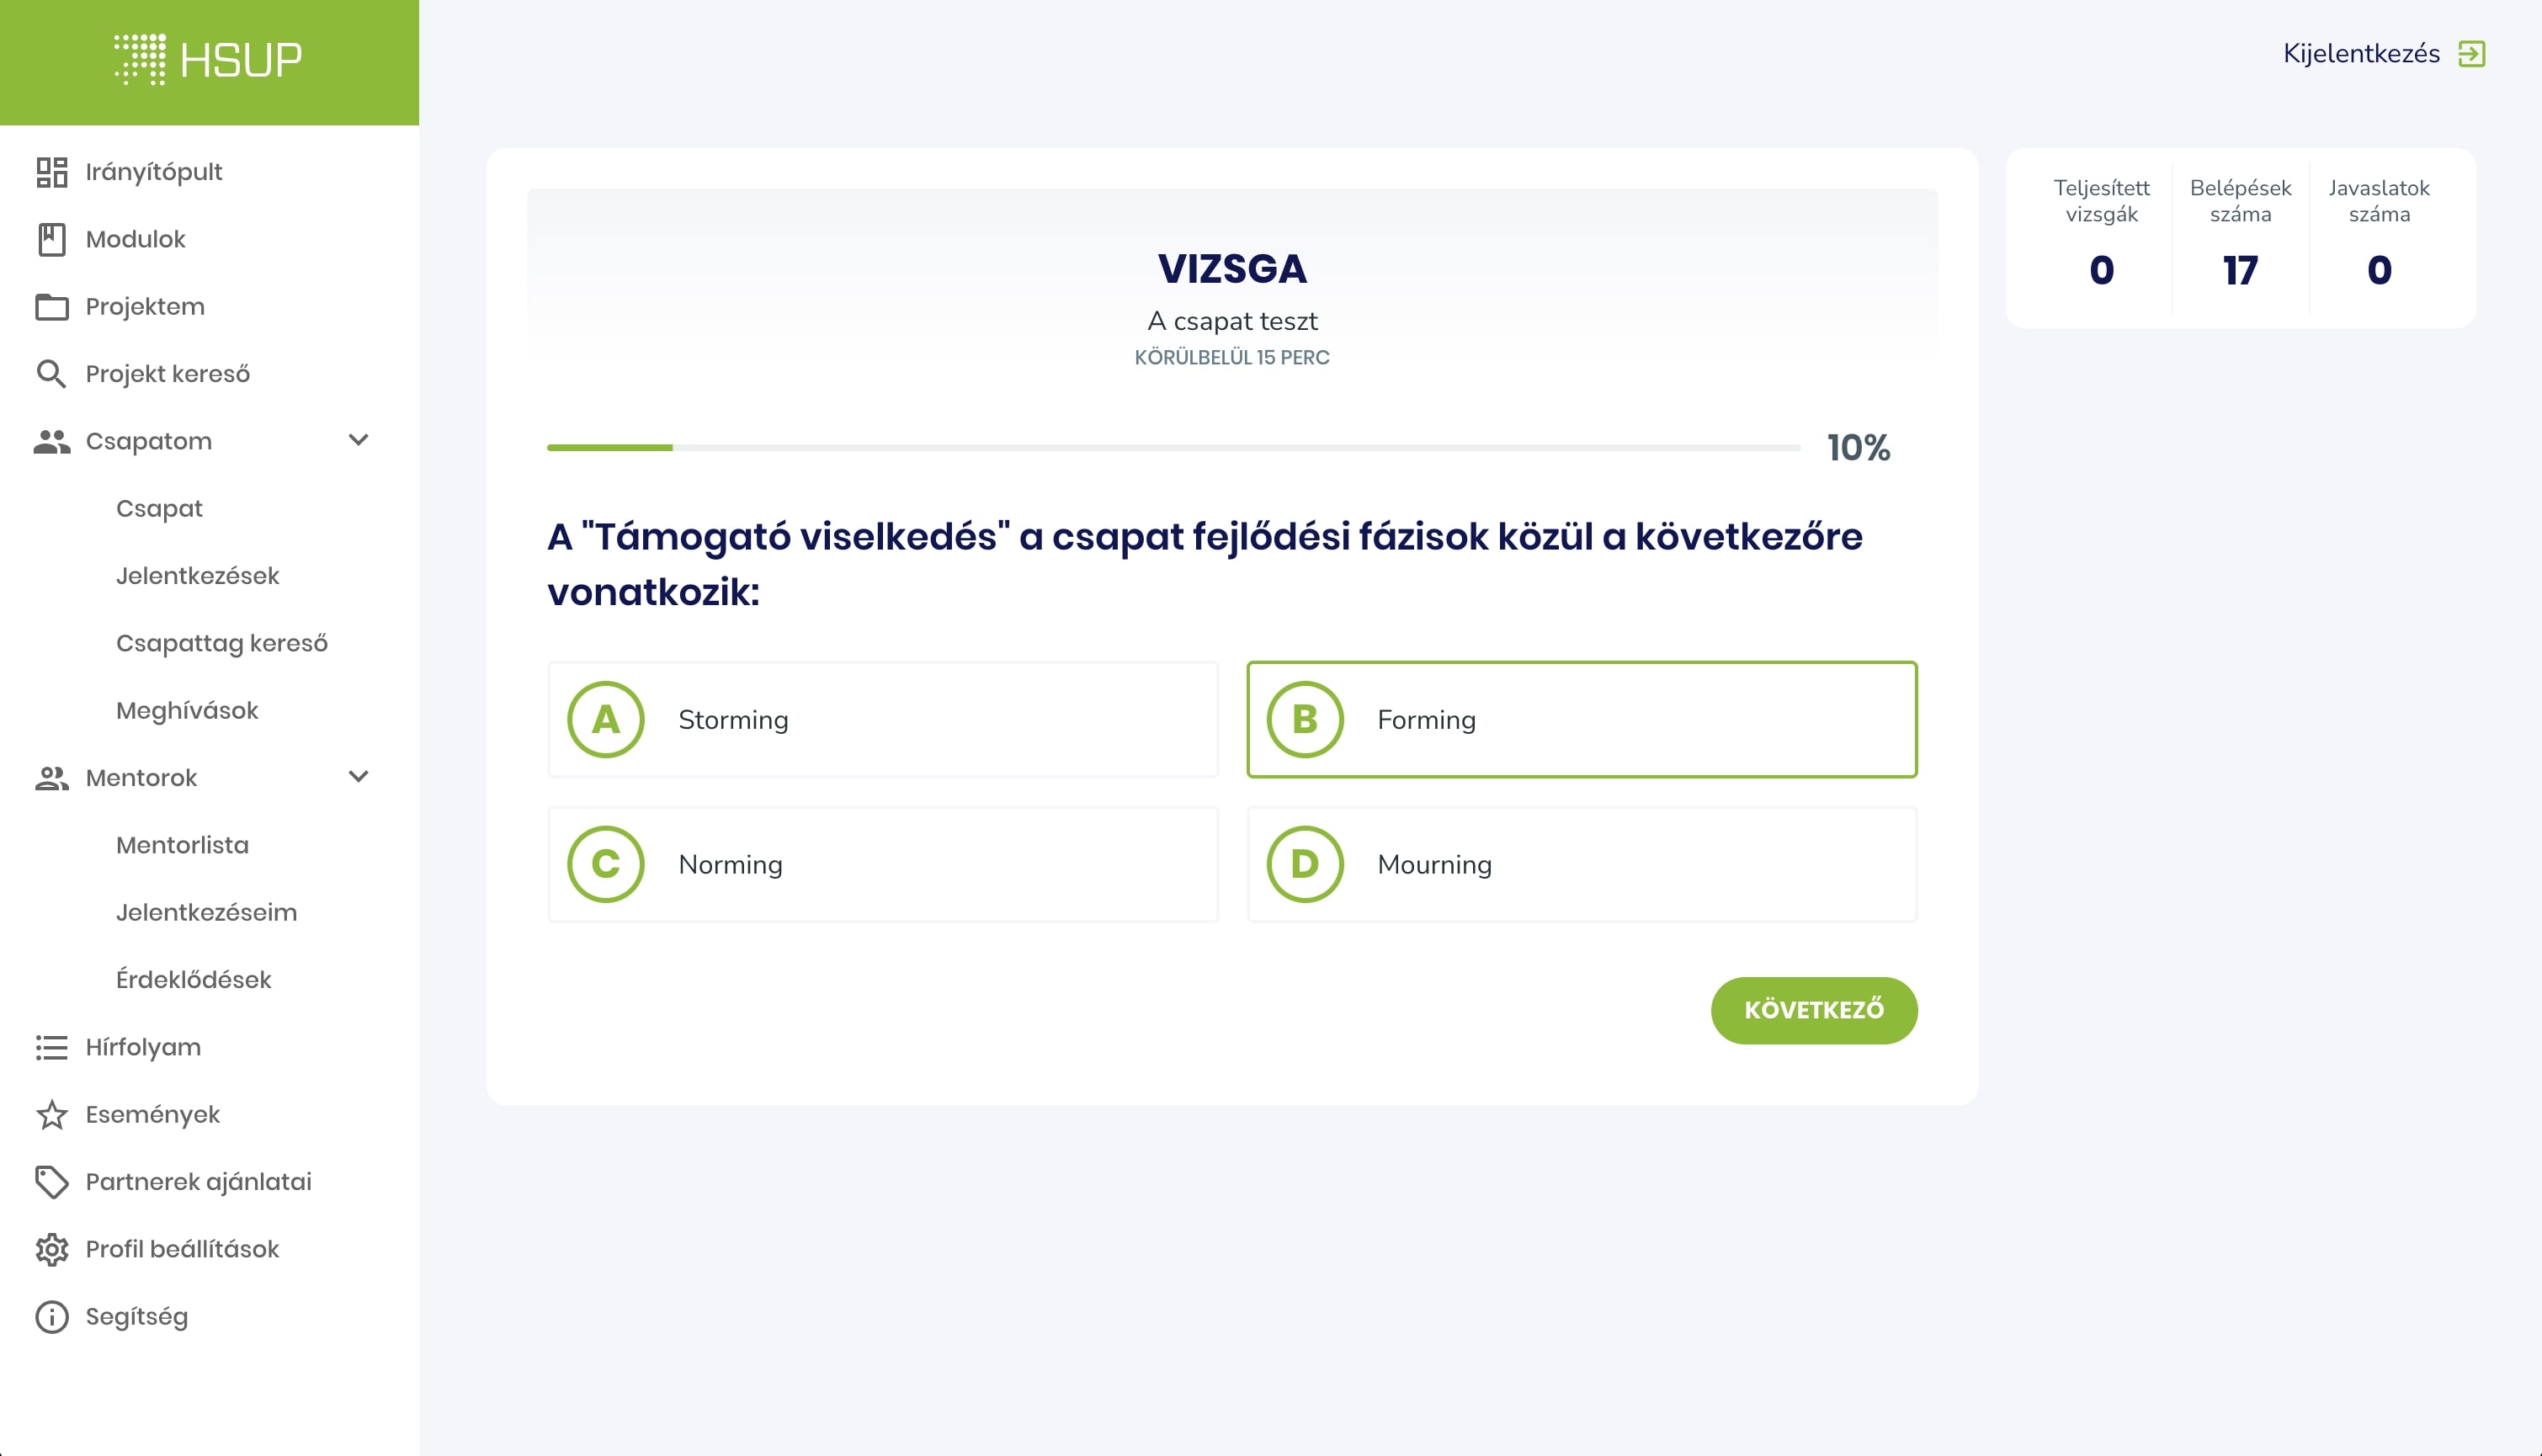 HSUP
Kijelentkezés
Irányítópult
Modulok
Projektem
Projekt kereső
Csapatom
Csapat
Jelentkezések
Csapattag kereső
Meghívások
Mentorok
Mentorlista
Jelentkezéseim
Érdeklődések
Hírfolyam
Események
Partnerek ajánlatai
Profil beállítások
Segítség
VIZSGA
A csapat teszt
KÖRÜLBELÜL 15 PERC
10%
A "Támogató viselkedés" a csapat fejlődési fázisok közül a következőre
vonatkozik:
A Storming
B Forming
C Norming
D Mourning
KÖVETKEZŐ
Teljesített
vizsgák
0
Belépések
száma
17
Javaslatok
száma
0